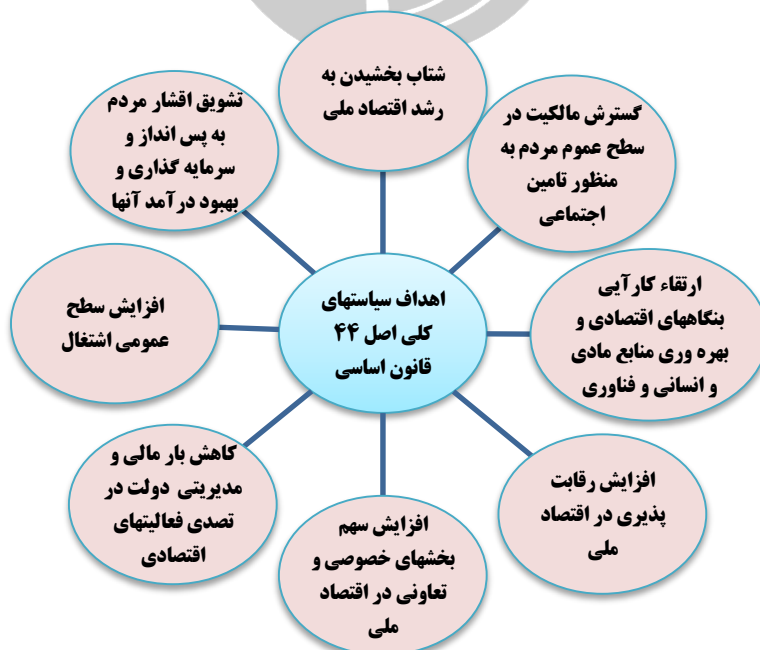 شتاب بخشیدن به
رشد اقتصاد ملی
گسترش مالکیت در
سطح عموم مردم به
منظور تامین
اجتماعی
ارتقاء کارآیی
بنگاههای اقتصادی و
بهره وری منابع مادی
و انسانی و فناوری
افزایش رقابت
پذیری در اقتصاد
ملی
افزایش سهم
بخشهای خصوصی و
تعاونی در اقتصاد
ملی
کاهش بار مالی و
مدیریتی دولت در
تصدی فعالیتهای
اقتصادی
افزایش سطح
عمومی اشتغال
تشویق اقشار مردم
به پس انداز و
سرمایه گذاری و
بهبود درآمد آنها
اهداف سیاستهای
کلی اصل ۴۴
قانون اساسی